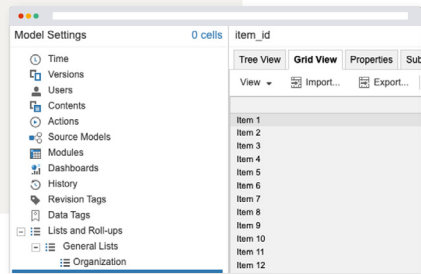 Model Settings 0 cells
Time
Versions
Users
Contents
Actions
Source Models
Modules
Dashboards
History
Revision Tags
Data Tags
Lists and Roll-ups
General Lists
Organization
item_id
Tree View Grid View Properties Sub
View Import... Export...
Item 1
Item 2
Item 3
Item 4
Item 5
Item 6
Item 7
Item 8
Item 9
Item 10
Item 11
Item 12